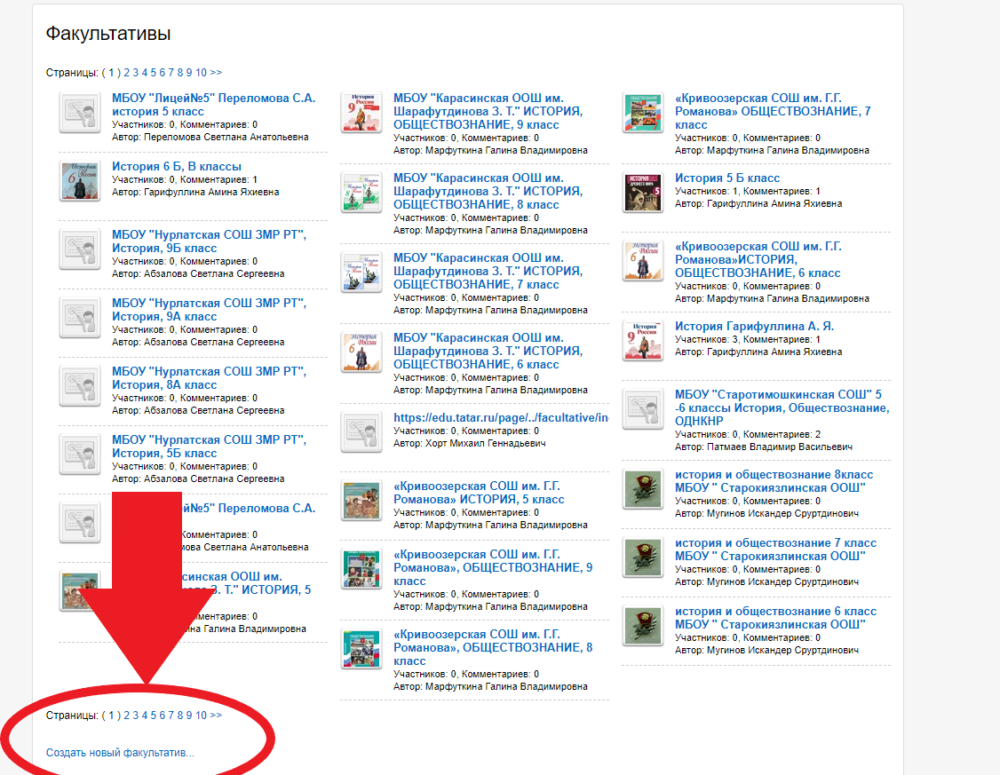 Факультативы
Страницы: ( 1 ) 2 3 4 5 6 7 8 9 10 >>
МБОУ "Лицей№5" Переломова С.А.
история 5 класс
Участников: 0, Комментариев: 0
Автор: Переломова Светлана Анатольевна
История 6 Б, В классы
Участников: 0, Комментариев: 1
Автор: Гарифуллина Амина Яхиевна
МБОУ "Нурлатская СОШ ЗМР РТ",
История, 9Б класс
Участников: 0, Комментариев: 0
Автор: Абзалова Светлана Сергеевна
МБОУ "Нурлатская СОШ ЗМР РТ",
История, 9А класс
Участников: 0, Комментариев: 0
Автор: Абзалова Светлана Сергеевна
МБОУ "Нурлатская СОШ ЗМР РТ",
История, 8А класс
Участников: 0, Комментариев: 0
Автор: Абзалова Светлана Сергеевна
МБОУ "Нурлатская СОШ ЗМР РТ",
История, 5Б класс
Участников: 0, Комментариев: 0
Автор: Абзалова Светлана Сергеевна
й№5" Переломова С.А.
Комментариев: 0
мова Светлана Анатольевна
синская ООШ им.
З. Т." ИСТОРИЯ, 5
мментариев: 0
ина Галина Владимировна
МБОУ "Карасинская ООШ им.
Шарафутдинова З. Т." ИСТОРИЯ,
ОБЩЕСТВОЗНАНИЕ, 9 класс
Участников: 0, Комментариев: 0
Автор: Марфуткина Галина Владимировна
МБОУ "Карасинская ООШ им.
Шарафутдинова З. Т." ИСТОРИЯ,
ОБЩЕСТВОЗНАНИЕ, 8 класс
Участников: 0, Комментариев: 0
Автор: Марфуткина Галина Владимировна
МБОУ "Карасинская ООШ им.
Шарафутдинова З. Т." ИСТОРИЯ,
ОБЩЕСТВОЗНАНИЕ, 7 класс
Участников: 0, Комментариев: 0
Автор: Марфуткина Галина Владимировна
МБОУ "Карасинская ООШ им.
Шарафутдинова З. Т." ИСТОРИЯ,
ОБЩЕСТВОЗНАНИЕ, 6 класс
Участников: 0, Комментариев: 0
Автор: Марфуткина Галина Владимировна
https://edu.tatar.ru/page/../facultative/in
Участников: 0, Комментариев: 0
Автор: Хорт Михаил Геннадьевич
«Кривоозерская СОШ им. Г.Г.
Романова» ИСТОРИЯ, 5 класс
Участников: 0, Комментариев: 0
Автор: Марфуткина Галина Владимировна
«Кривоозерская СОШ им. Г.Г.
Романова», ОБЩЕСТВОЗНАНИЕ, 9
класс
Участников: 0, Комментариев: 0
Автор: Марфуткина Галина Владимировна
«Кривоозерская СОШ им. Г.Г.
Романова», ОБЩЕСТВОЗНАНИЕ, 8
класс
Участников: 0, Комментариев: 0
Автор: Марфуткина Галина Владимировна
«Кривоозерская СОШ им. Г.Г.
Романова» ОБЩЕСТВОЗНАНИЕ, 7
класс
Участников: 0, Комментариев: 0
Автор: Марфуткина Галина Владимировна
История 5 Б класс
Участников: 1, Комментариев: 1
Автор: Гарифуллина Амина Яхиевна
«Кривоозерская СОШ им. Г.Г.
Романова»ИСТОРИЯ,
ОБЩЕСТВОЗНАНИЕ, 6 класс
Участников: 0, Комментариев: 0
Автор: Марфуткина Галина Владимировна
История Гарифуллина А. Я.
Участников: 3, Комментариев: 1
Автор: Гарифуллина Амина Яхиевна
МБОУ "Старотимошкинская СОШ" 5
-6 классы История, Обществознание,
ОДНКНР
Участников: 0, Комментариев: 2
Автор: Патмаев Владимир Васильевич
история и обществознание 8класс
МБОУ " Старокиязлинская ООШ"
Участников: 0, Комментариев: 0
Автор: Мугинов Искандер Сруртдинович
история и обществознание 7 класс
МБОУ " Старокиязлинская ООШ"
Участников: 0, Комментариев: 0
Автор: Мугинов Искандер Сруртдинович
история и обществознание 6 класс
МБОУ " Старокиязлинская ООШ"
Участников: 0, Комментариев: 0
Автор: Мугинов Искандер Сруртдинович
Страницы: ( 1 ) 2 3 4 5 6 7 8 9 10 >>
Создать новый факультатив...